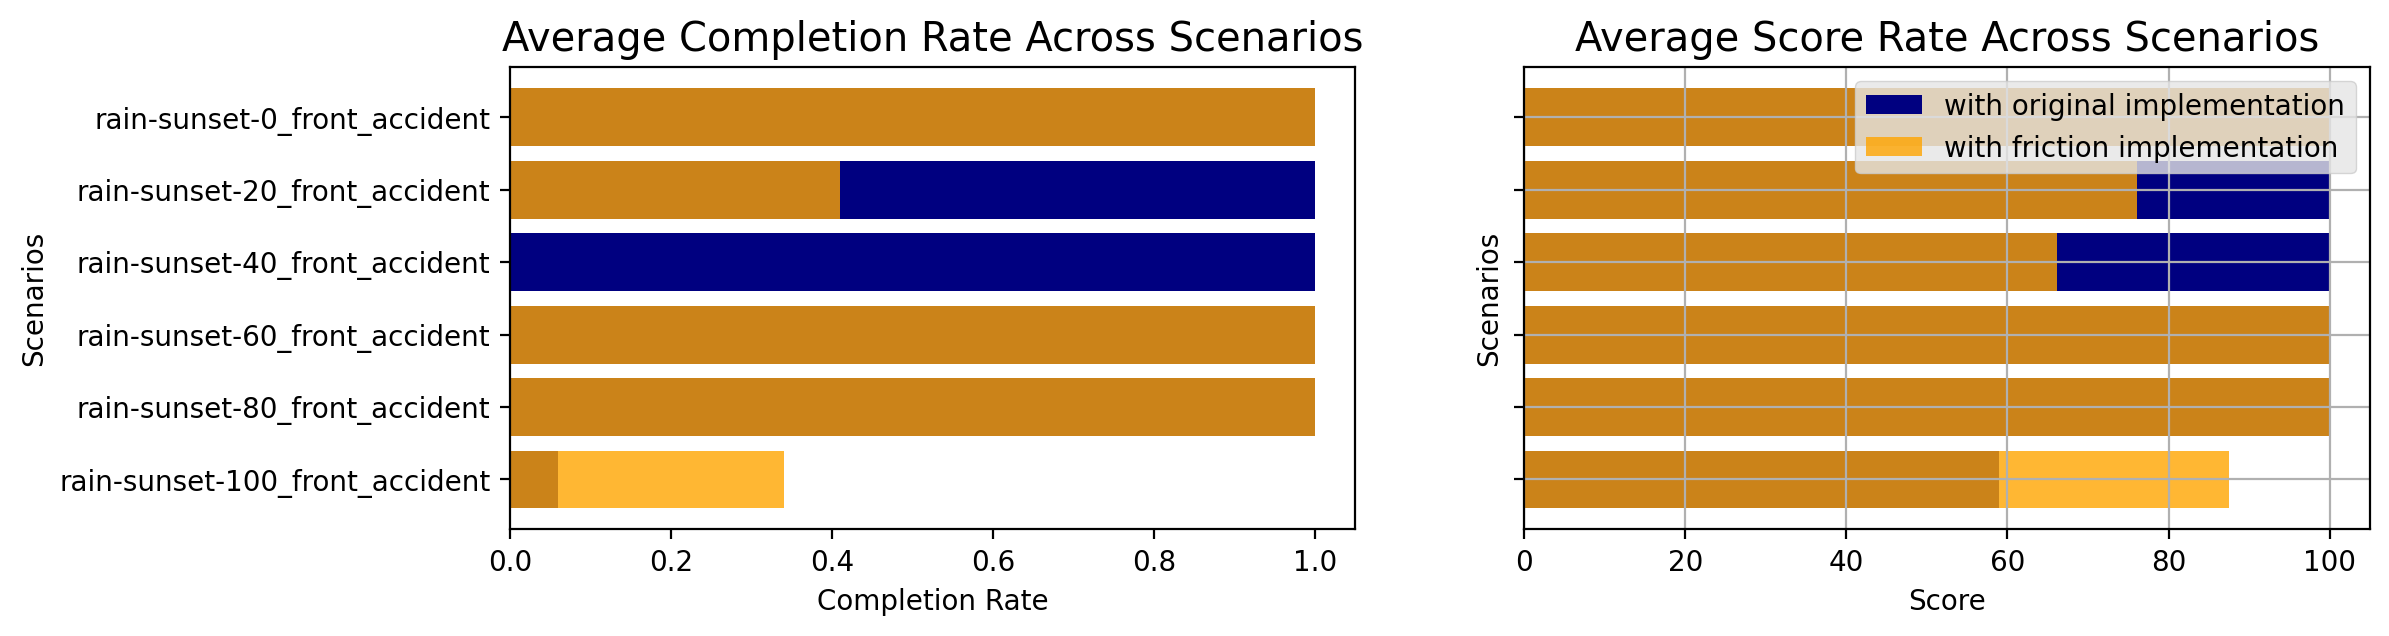 Average Completion Rate Across Scenarios
Scenarios
rain-sunset-0_front_accident
rain-sunset-20_front_accident
rain-sunset-40_front_accident
rain-sunset-60_front_accident
rain-sunset-80_front_accident
rain-sunset-100_front_accident
0.0 0.2 0.4 0.6 0.8 1.0
Completion Rate
Average Score Rate Across Scenarios
with original implementation
with friction implementation
Scenarios
0 20 40 60 80 100
Score